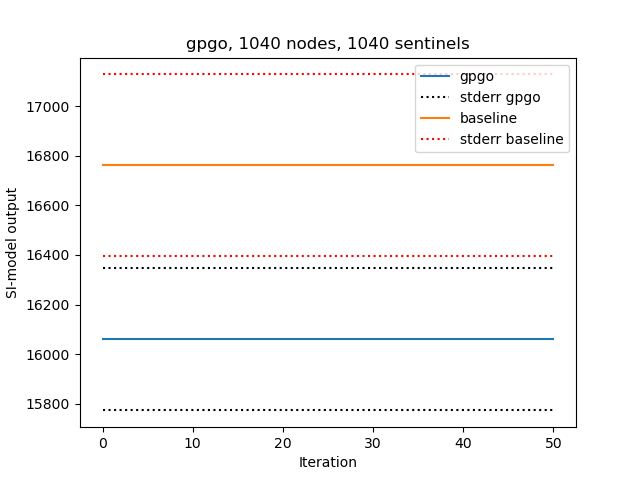 gpgo, 1040 nodes, 1040 sentinels
gpgo
stderr gpgo
baseline
stderr baseline
SI-model output
17000
16800
16600
16400
16200
16000
15800
0 10 20 30 40 50
Iteration